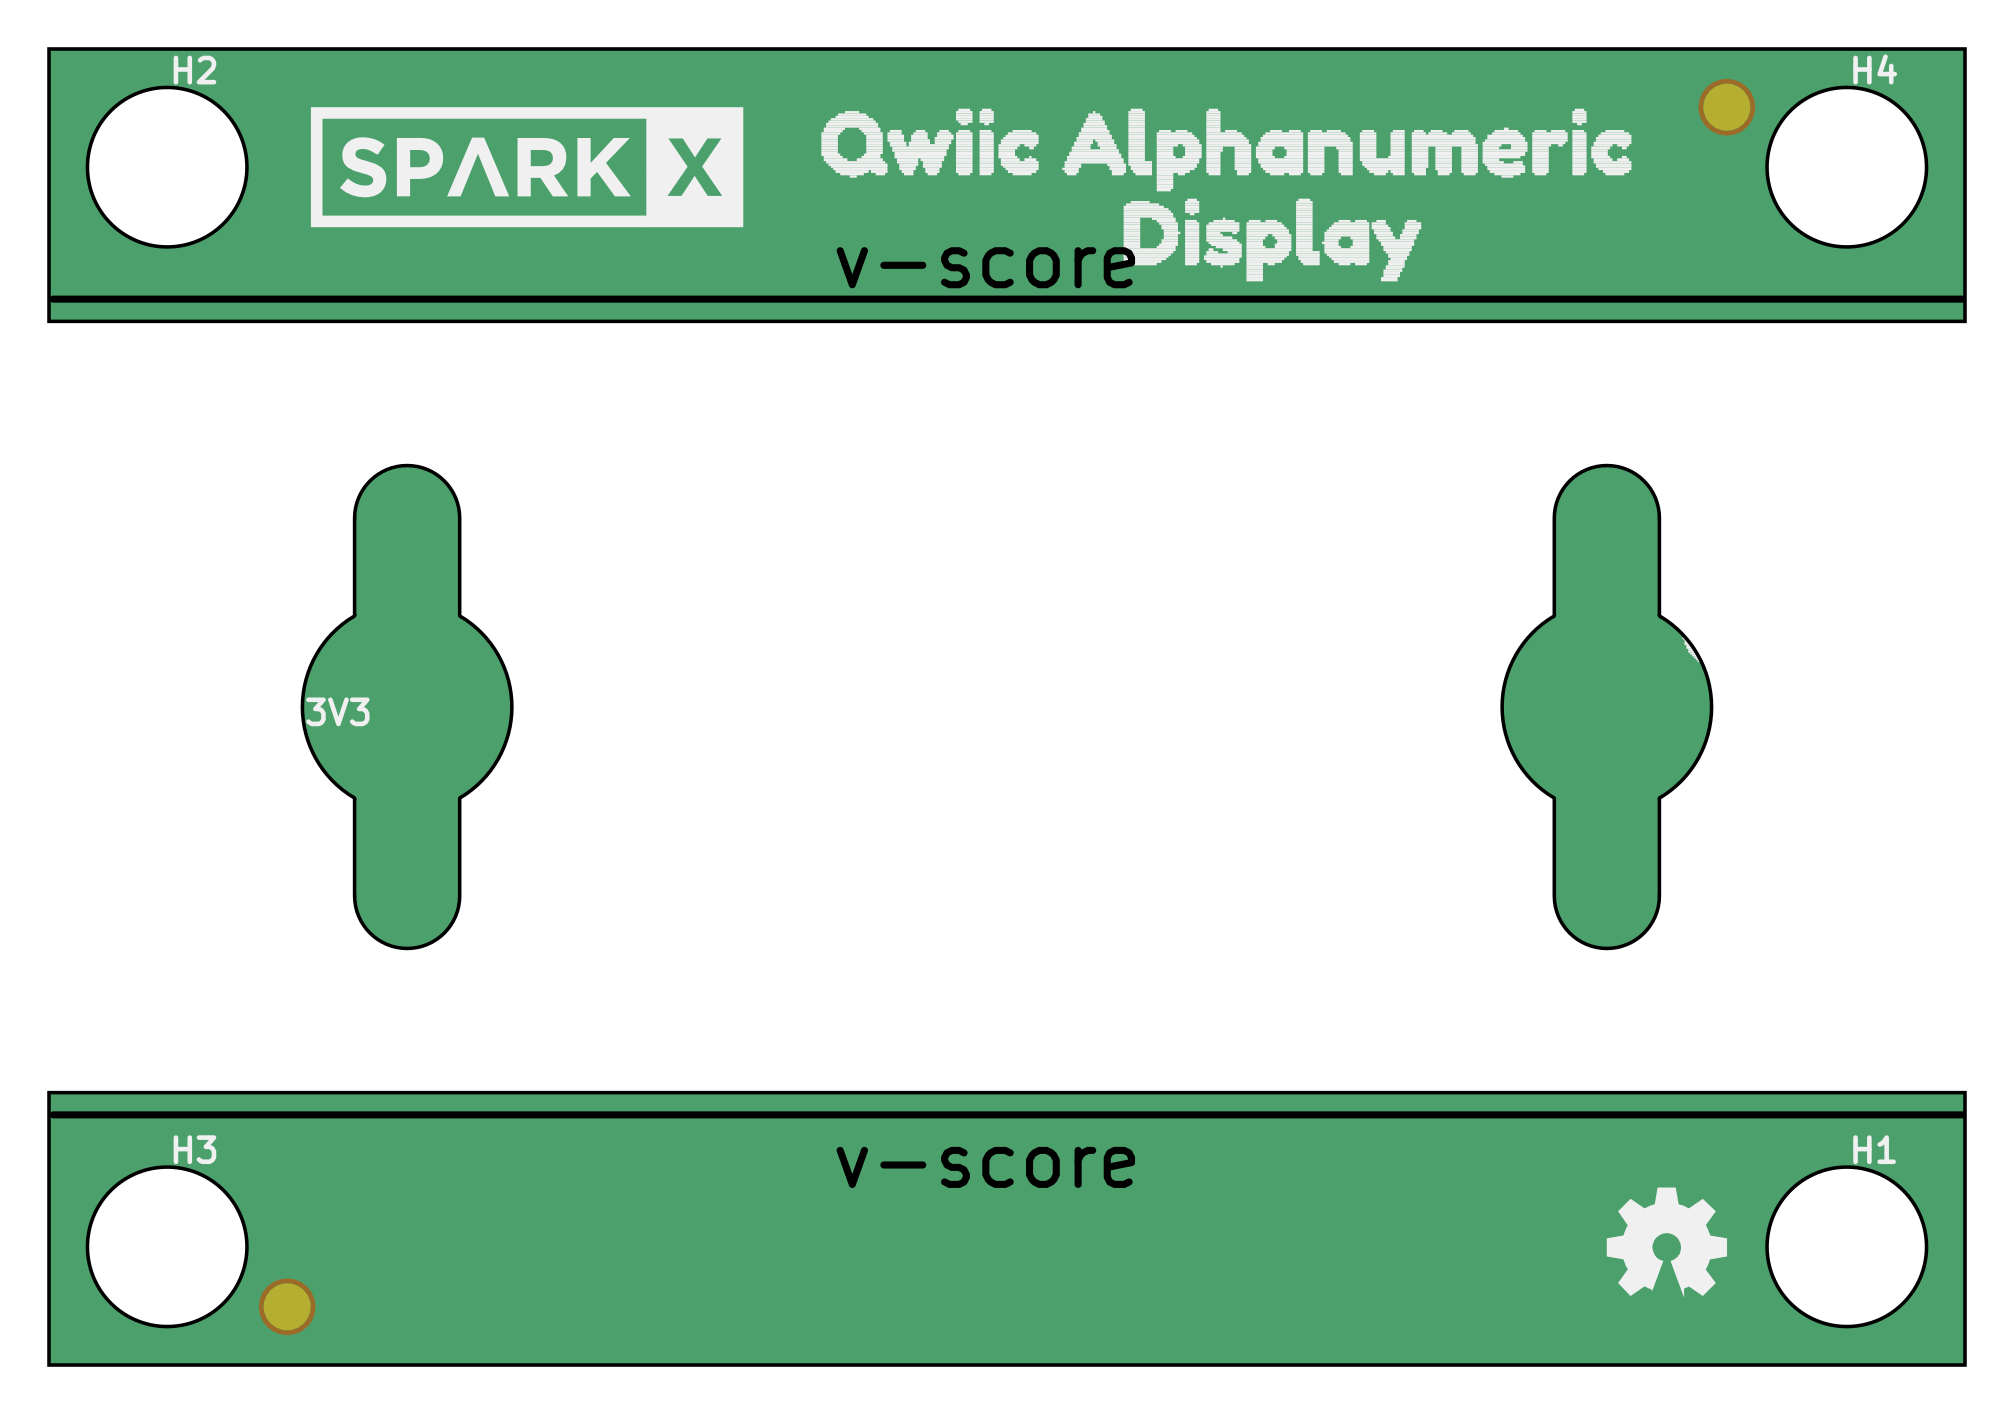 H2
H4
SPARK X
Qwiic Alphanumeric
Display
v-score
3V3
v-score
H3
H1